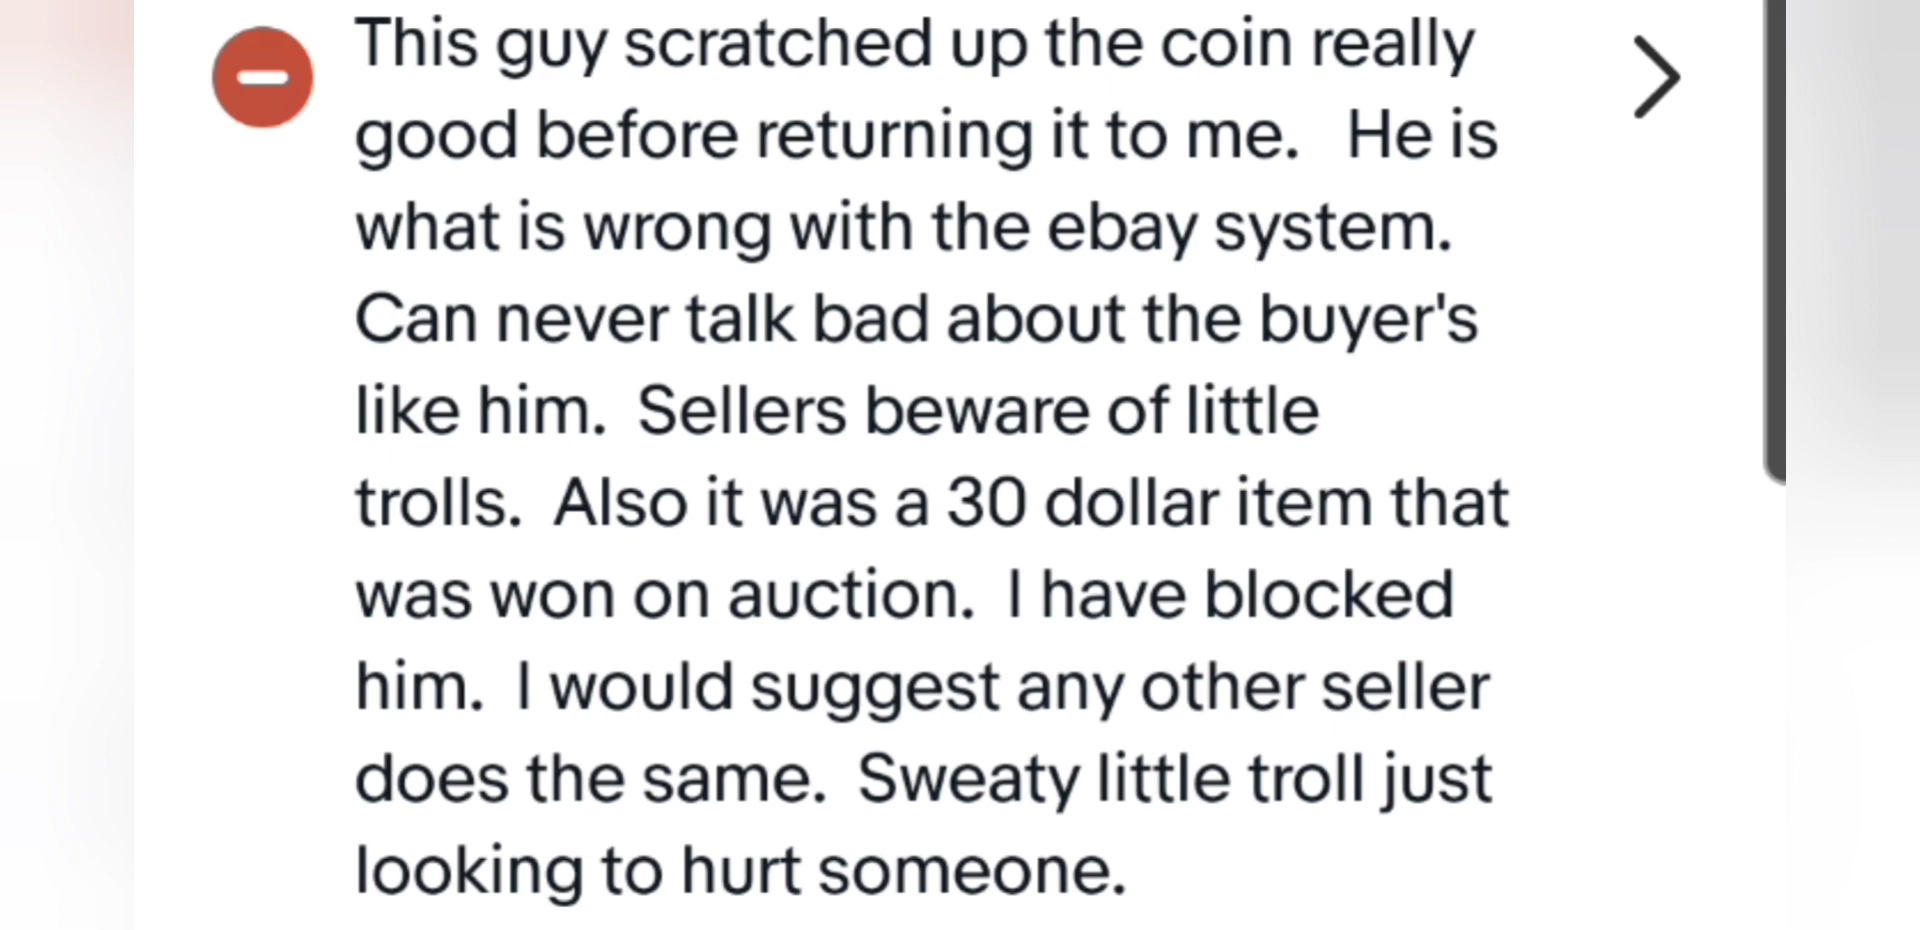 This guy scratched up the coin really
good before returning it to me.   He is
what is wrong with the ebay system.
Can never talk bad about the buyer's
like him.  Sellers beware of little
trolls.  Also it was a 30 dollar item that
was won on auction.  I have blocked
him.  I would suggest any other seller
does the same.  Sweaty little troll just
looking to hurt someone.